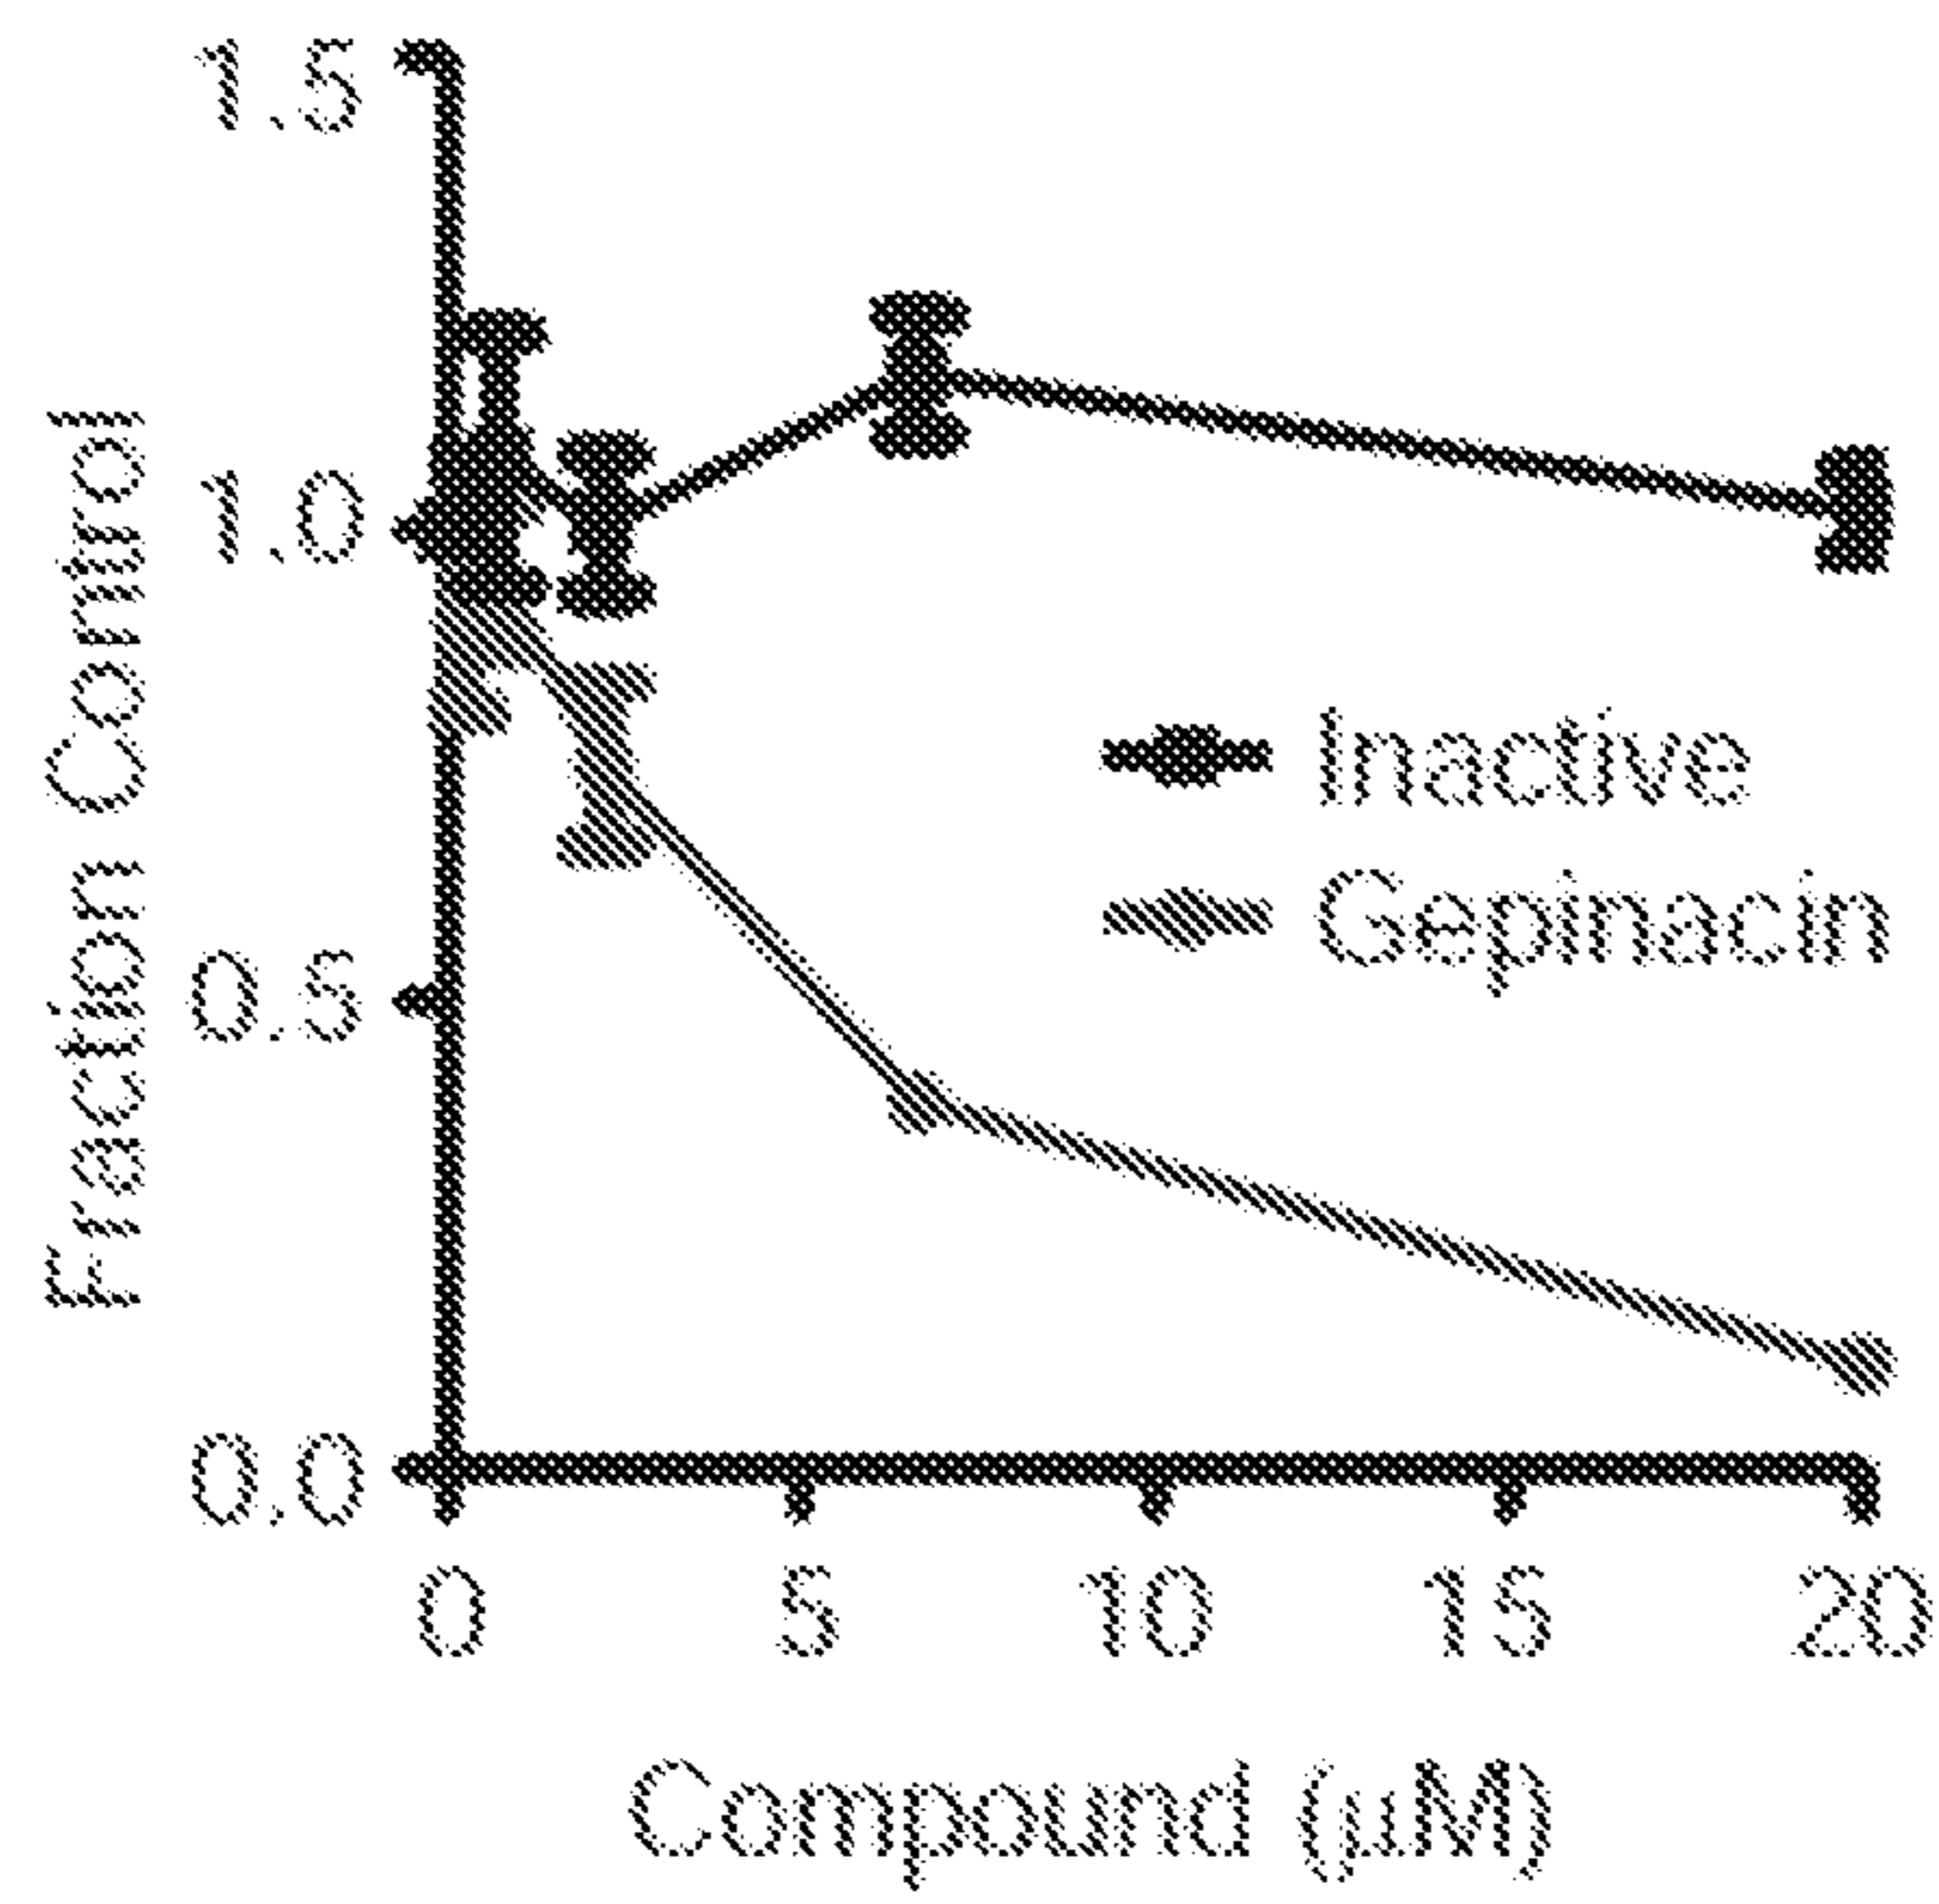 Fraction Control
1.5
1.0
0.5
0.0
Inactive
Gepinacin
0 5 10 15 20
Compound (µM)